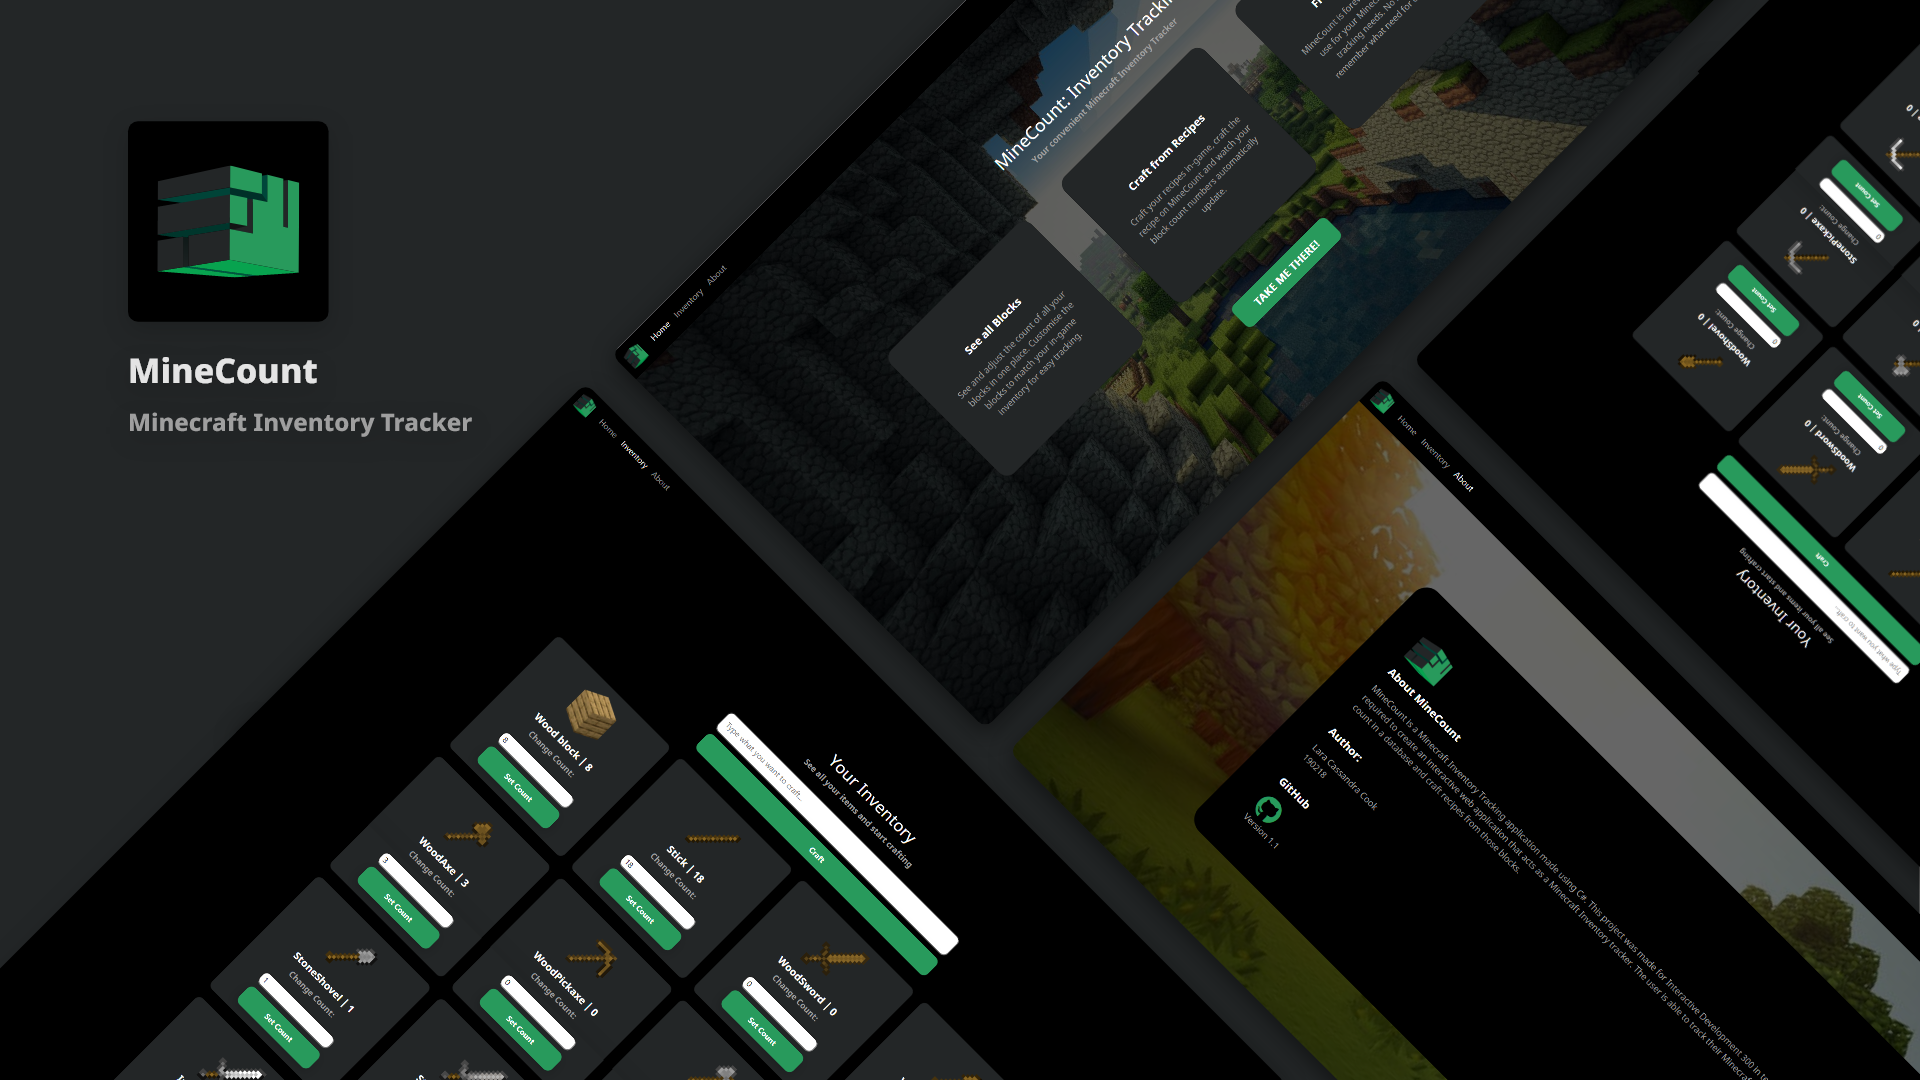 MineCount
Minecraft Inventory Tracker
Home
Inventory
About
MineCount: Inventory
Your convenient Minecraft Inventory Tracker
See all Blocks
See and adjust the count of all your
blocks in one place. Customise the
blocks to match your in-game
inventory for easy tracking.
Craft from Recipes
Craft your recipes in-game, craft the
recipe on MineCount and watch your
block count numbers automatically
update.
MineCount is
use for your
tracking needs. No
remember what need for
TAKE ME THERE!
Home
Inventory
About
Your Inventory
See all your items and start crafting
Type what you want to craft...
Craft
Wood block | 8
Change Count:
8
Set Count
Stick | 18
Change Count:
18
Set Count
WoodAxe | 3
Change Count:
3
Set Count
WoodSword | 0
Change Count:
0
Set Count
WoodPickaxe | 0
Change Count:
0
Set Count
StoneShovel | 1
Change Count:
1
Set Count
Home
Inventory
About
About MineCount
MineCount is a Minecraft Inventory Tracking application made using C#. This project was made for Interactive Development 300 in
required to create an interactive web application that acts as a Minecraft Inventory tracker. The user is able to track their
count in a database and craft recipes from those blocks.
Author:
Lara Cassandra Cook
190218
GitHub
Version 1.1
Your Inventory
See all your items and start crafting
Type what you want to craft...
Craft
WoodSword | 0
Change Count:
0
Set Count
WoodShovel | 0
Change Count:
0
Set Count
StonePickaxe | 0
Change Count:
0
Set Count